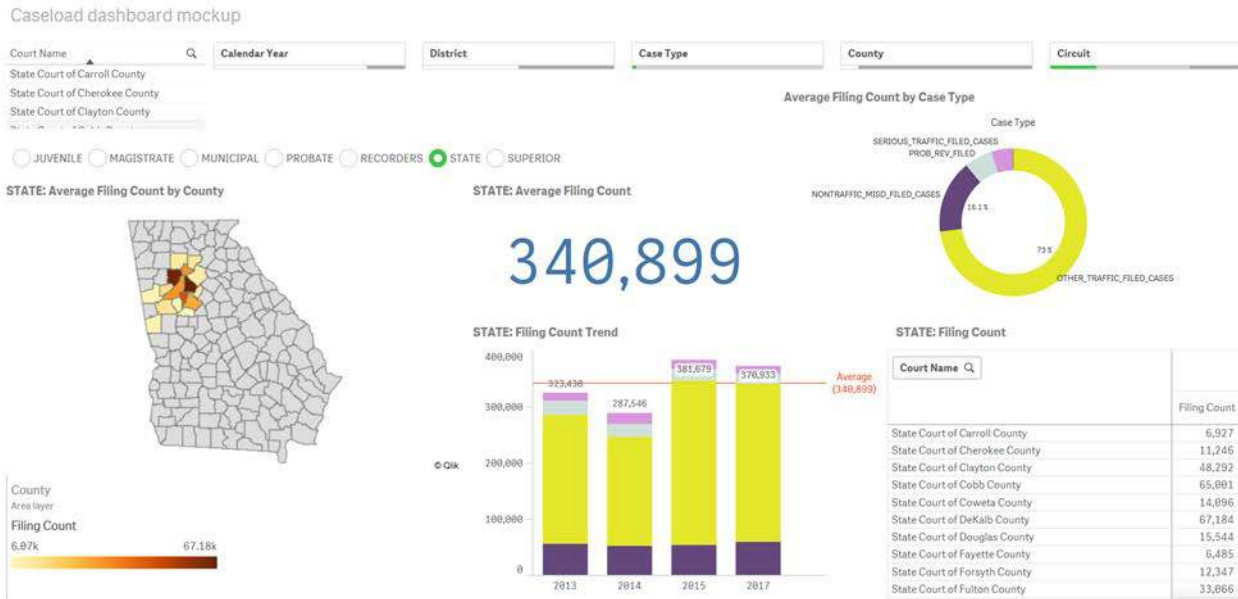 Caseload dashboard mockup
Court Name
Calendar Year
District
Case Type
County
Circuit
State Court of Carroll County
State Court of Cherokee County
State Court of Clayton County
JUVENILE MAGISTRATE MUNICIPAL PROBATE RECORDERS STATE SUPERIOR
Average Filing Count by Case Type
Case Type
SERIOUS_TRAFFIC_FILED_CASES
PROB_REV_FILED
NONTRAFFIC_MISD_FILED_CASES
16.1%
73%
OTHER_TRAFFIC_FILED_CASES
STATE: Average Filing Count by County
County
Area layer
Filing Count
6.07k 67.18k
© Qlik
STATE: Average Filing Count
340,899
STATE: Filing Count Trend
400,000
300,000
200,000
100,000
0
323,438
287,546
381,679
370,933
Average
(340,899)
2013 2014 2015 2017
STATE: Filing Count
Court Name
Filing Count
State Court of Carroll County 6,927
State Court of Cherokee County 11,246
State Court of Clayton County 48,292
State Court of Cobb County 65,001
State Court of Coweta County 14,096
State Court of DeKalb County 67,184
State Court of Douglas County 15,544
State Court of Fayette County 6,485
State Court of Forsyth County 12,347
State Court of Fulton County 33,066